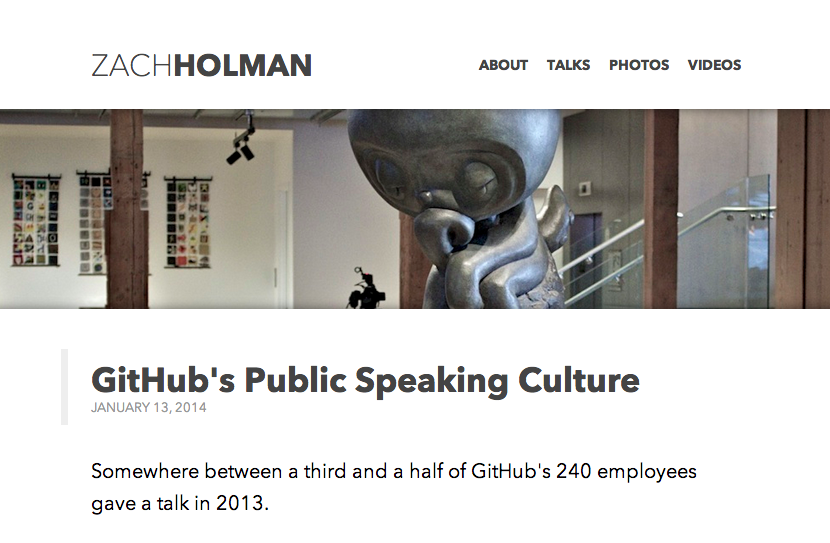 ZACHHOLMAN
ABOUT TALKS PHOTOS VIDEOS
GitHub's Public Speaking Culture
JANUARY 13, 2014
Somewhere between a third and a half of GitHub's 240 employees
gave a talk in 2013.